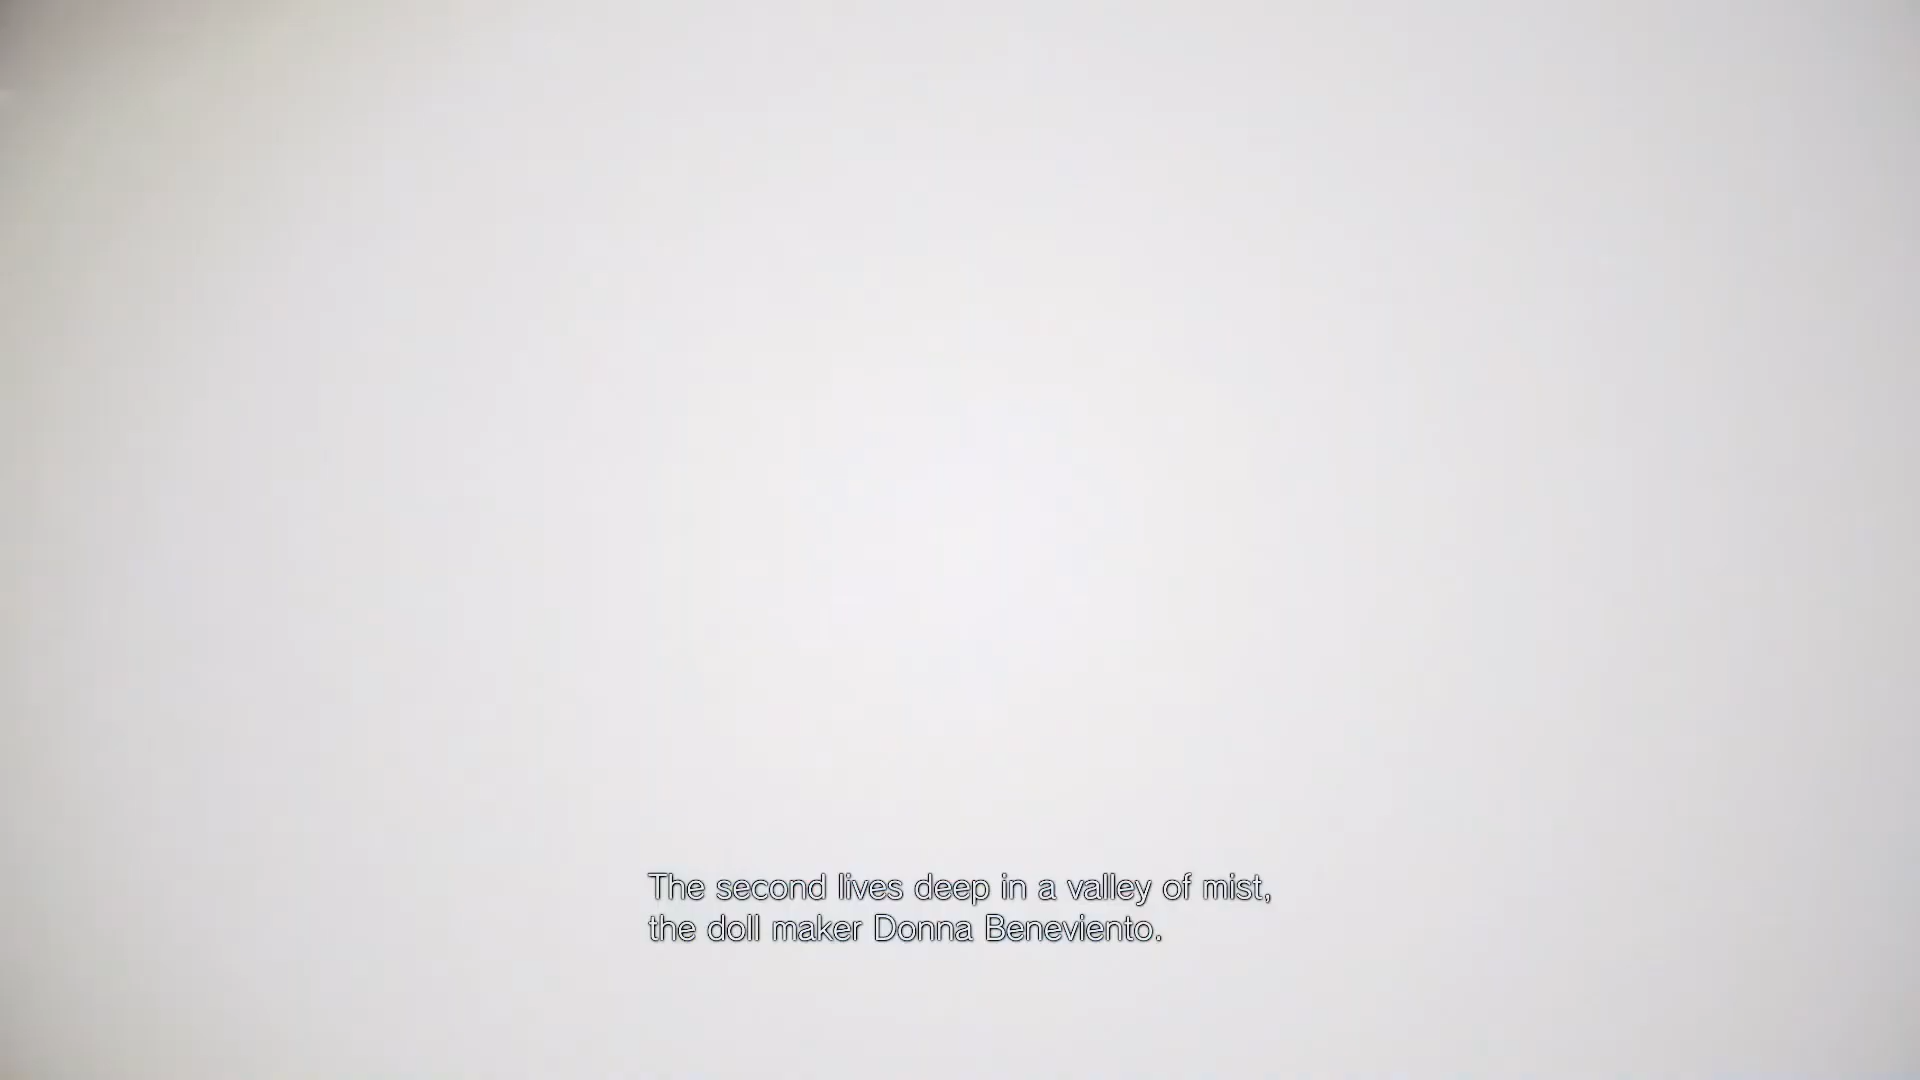 The second lives deep in a valley of mist,
the doll maker Donna Beneviento.